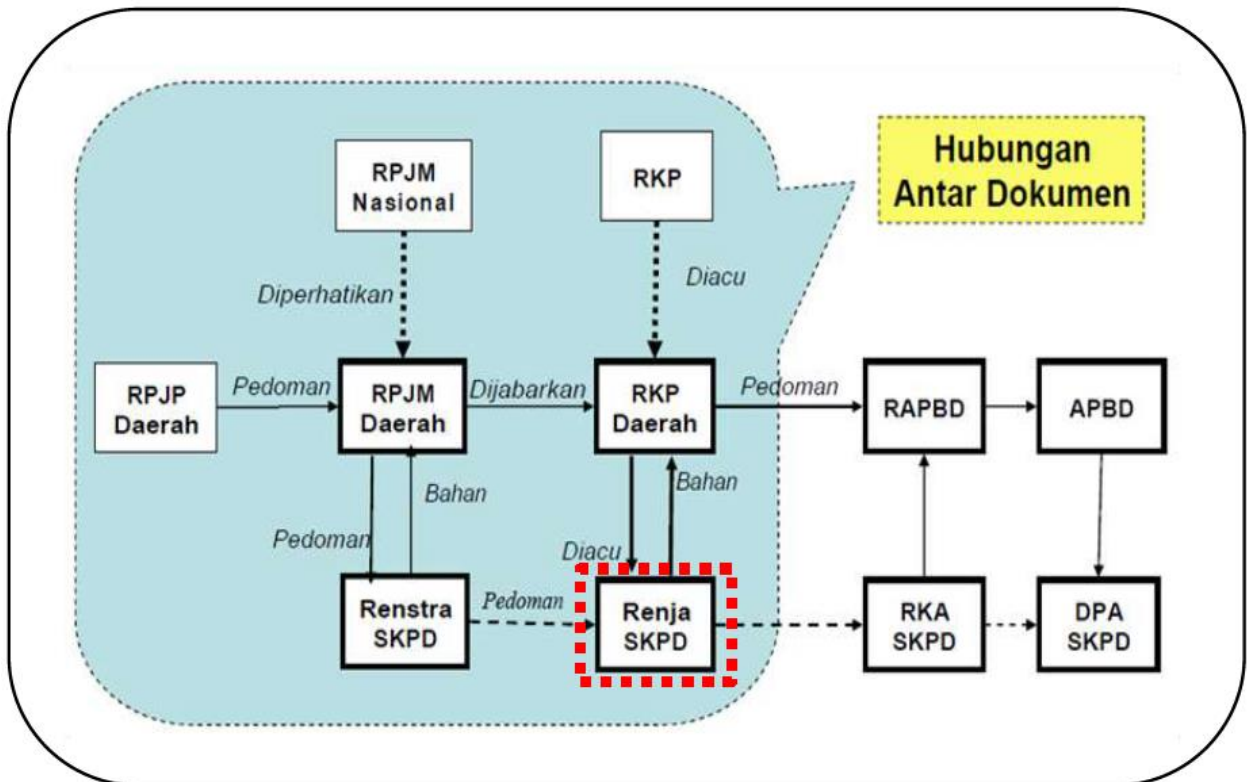 Hubungan
Antar Dokumen
RPJM
Nasional
RKP
Diperhatikan
Diacu
RPJP
Daerah
Pedoman
RPJM
Daerah
Dijabarkan
RKP
Daerah
Pedoman
RAPBD
APBD
Pedoman
Bahan
Diacu
Bahan
Renstra
SKPD
Pedoman
Renja
SKPD
RKA
SKPD
DPA
SKPD